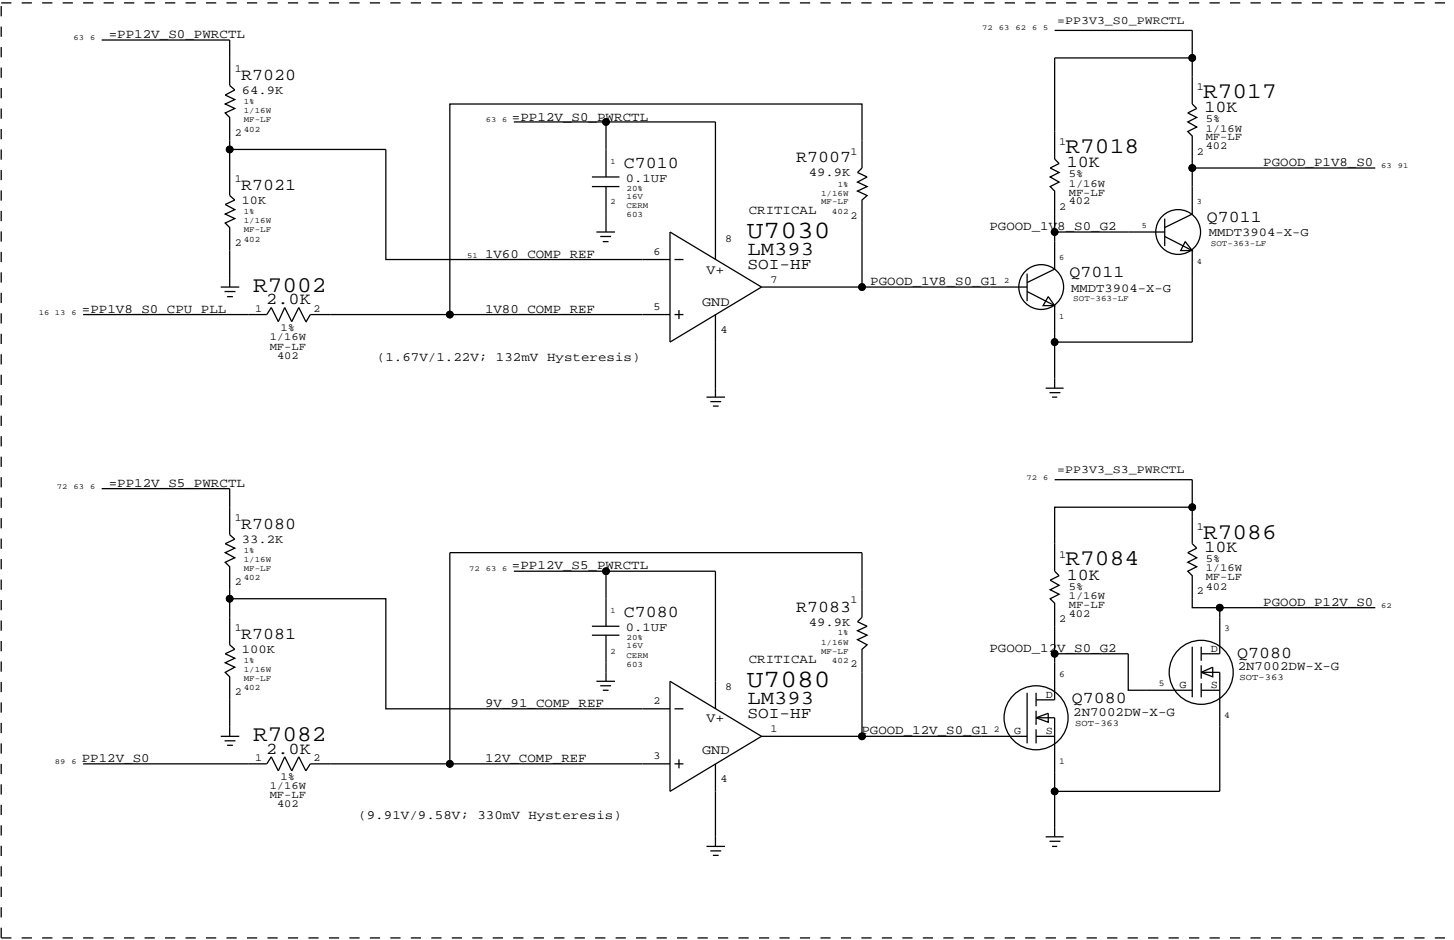 63 6 =PP12V_S0_PWRCTL
1
R7020
64.9K
1%
1/16W
MF-LF
2 402
1
R7021
10K
1%
1/16W
MF-LF
2 402
63 6 =PP12V_S0_PWRCTL
1 C7010
0.1UF
20%
16V
2 CERM
603
R7007 1
49.9K
1%
1/16W
MF-LF
402 2
CRITICAL
U7030
LM393
SOI-HF
8
V+
51 1V60_COMP_REF 6
−
7
GND
1V80_COMP_REF 5
+
4
R7002
2.0K
16 13 6 =PP1V8_S0_CPU_PLL 1 2
1%
1/16W
MF-LF
402
(1.67V/1.22V; 132mV Hysteresis)
72 63 62 6 5 =PP3V3_S0_PWRCTL
1
R7017
10K
5%
1/16W
MF-LF
2 402
1
R7018
10K
5%
1/16W
MF-LF
2 402
PGOOD_P1V8_S0 63 91
PGOOD_1V8_S0_G2 5
3
Q7011
MMDT3904-X-G
SOT-363-LF
4
PGOOD_1V8_S0_G1 2
6
Q7011
MMDT3904-X-G
SOT-363-LF
1
72 63 6 =PP12V_S5_PWRCTL
1
R7080
33.2K
1%
1/16W
MF-LF
2 402
1
R7081
100K
1%
1/16W
MF-LF
2 402
72 63 6 =PP12V_S5_PWRCTL
1 C7080
0.1UF
20%
16V
2 CERM
603
R7083 1
49.9K
1%
1/16W
MF-LF
402 2
CRITICAL
U7080
LM393
SOI-HF
8
V+
9V_91_COMP_REF 2
−
1
GND
12V_COMP_REF 3
+
4
R7082
2.0K
89 6 PP12V_S0 1 2
1%
1/16W
MF-LF
402
(9.91V/9.58V; 330mV Hysteresis)
72 6 =PP3V3_S3_PWRCTL
1
R7086
10K
5%
1/16W
MF-LF
2 402
1
R7084
10K
5%
1/16W
MF-LF
2 402
PGOOD_P12V_S0 62
PGOOD_12V_S0_G2
3
D
Q7080
2N7002DW-X-G
SOT-363
5 G S
4
6
D
Q7080
2N7002DW-X-G
SOT-363
PGOOD_12V_S0_G1 2 G S
1